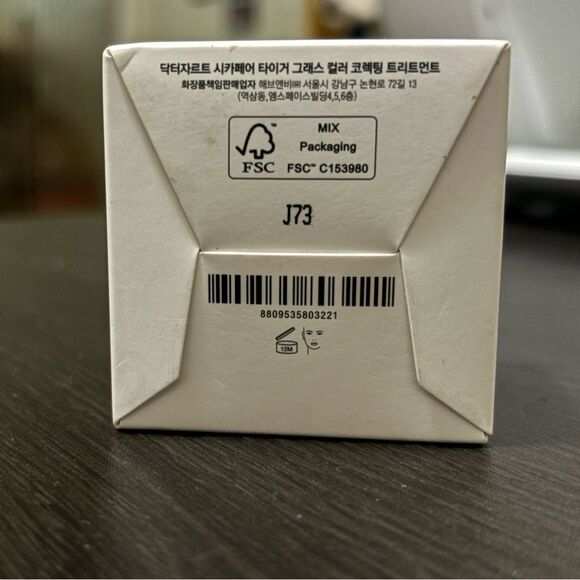 닥터자르트 시카페어 타이거 그래스 컬러 코렉팅 트리트먼트
화장품책임판매업자 해브앤비㈜ 서울시 강남구 논현로 72길 13
(역삼동,엠스페이스빌딩4,5,6층)
MIX
Packaging
FSC
FSC™ C153980
J73
8809535803221
12M